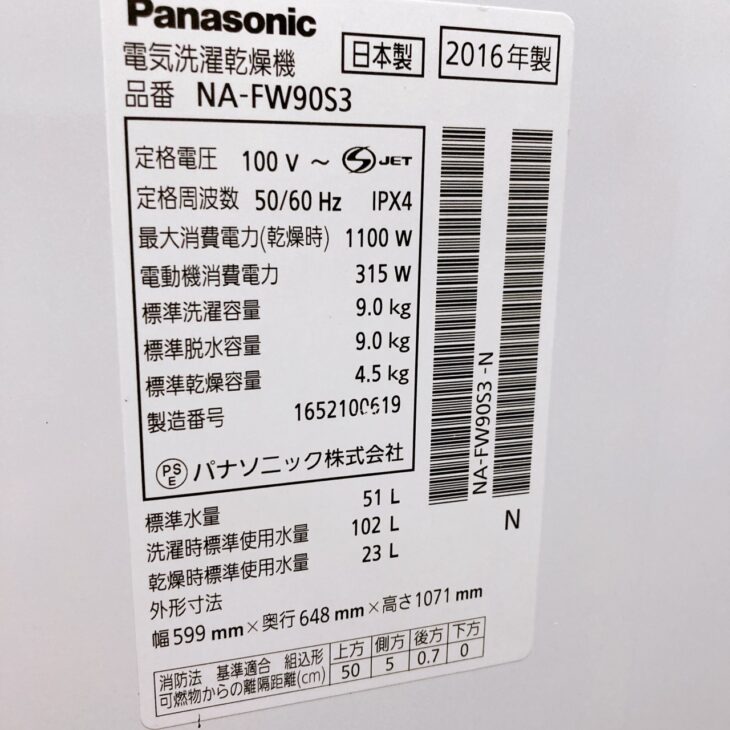 Panasonic
電気洗濯乾燥機 日本製 2016年製
品番 NA-FW90S3
定格電圧 100 V ~ S JET
定格周波数 50/60 Hz IPX4
最大消費電力(乾燥時) 1100 W
電動機消費電力 315 W
標準洗濯容量 9.0 kg
標準脱水容量 9.0 kg
標準乾燥容量 4.5 kg
製造番号 1652100619
PSE パナソニック株式会社
NA-FW90S3 -N
N
標準水量 51 L
洗濯時標準使用水量 102 L
乾燥時標準使用水量 23 L
外形寸法
幅 599 mm × 奥行 648 mm × 高さ 1071 mm
消防法 基準適合 組込形 上方 側方 後方 下方
可燃物からの離隔距離(cm) 50 5 0.7 0